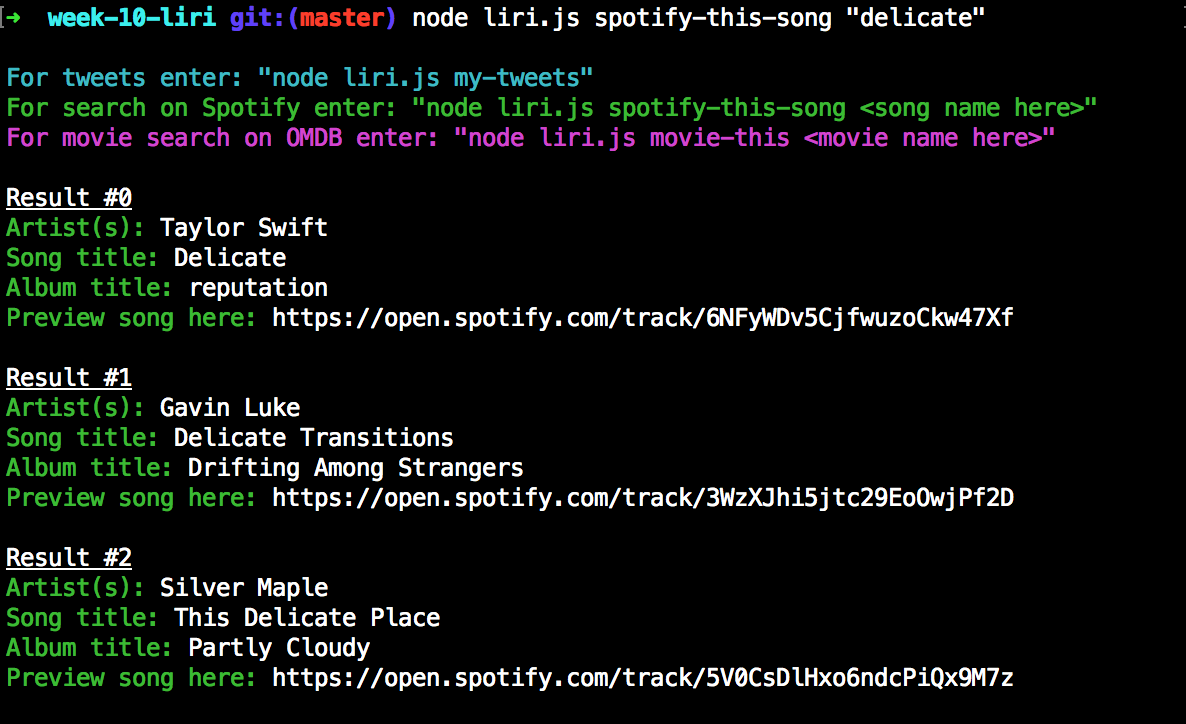 ➜  week-10-liri git:(master) node liri.js spotify-this-song "delicate"
For tweets enter: "node liri.js my-tweets"
For search on Spotify enter: "node liri.js spotify-this-song <song name here>"
For movie search on OMDB enter: "node liri.js movie-this <movie name here>"
Result #0
Artist(s): Taylor Swift
Song title: Delicate
Album title: reputation
Preview song here: https://open.spotify.com/track/6NFyWDv5CjfwuzoCkw47Xf
Result #1
Artist(s): Gavin Luke
Song title: Delicate Transitions
Album title: Drifting Among Strangers
Preview song here: https://open.spotify.com/track/3WzXJhi5jtc29EoOwjPf2D
Result #2
Artist(s): Silver Maple
Song title: This Delicate Place
Album title: Partly Cloudy
Preview song here: https://open.spotify.com/track/5V0CsDlHxo6ndcPiQx9M7z